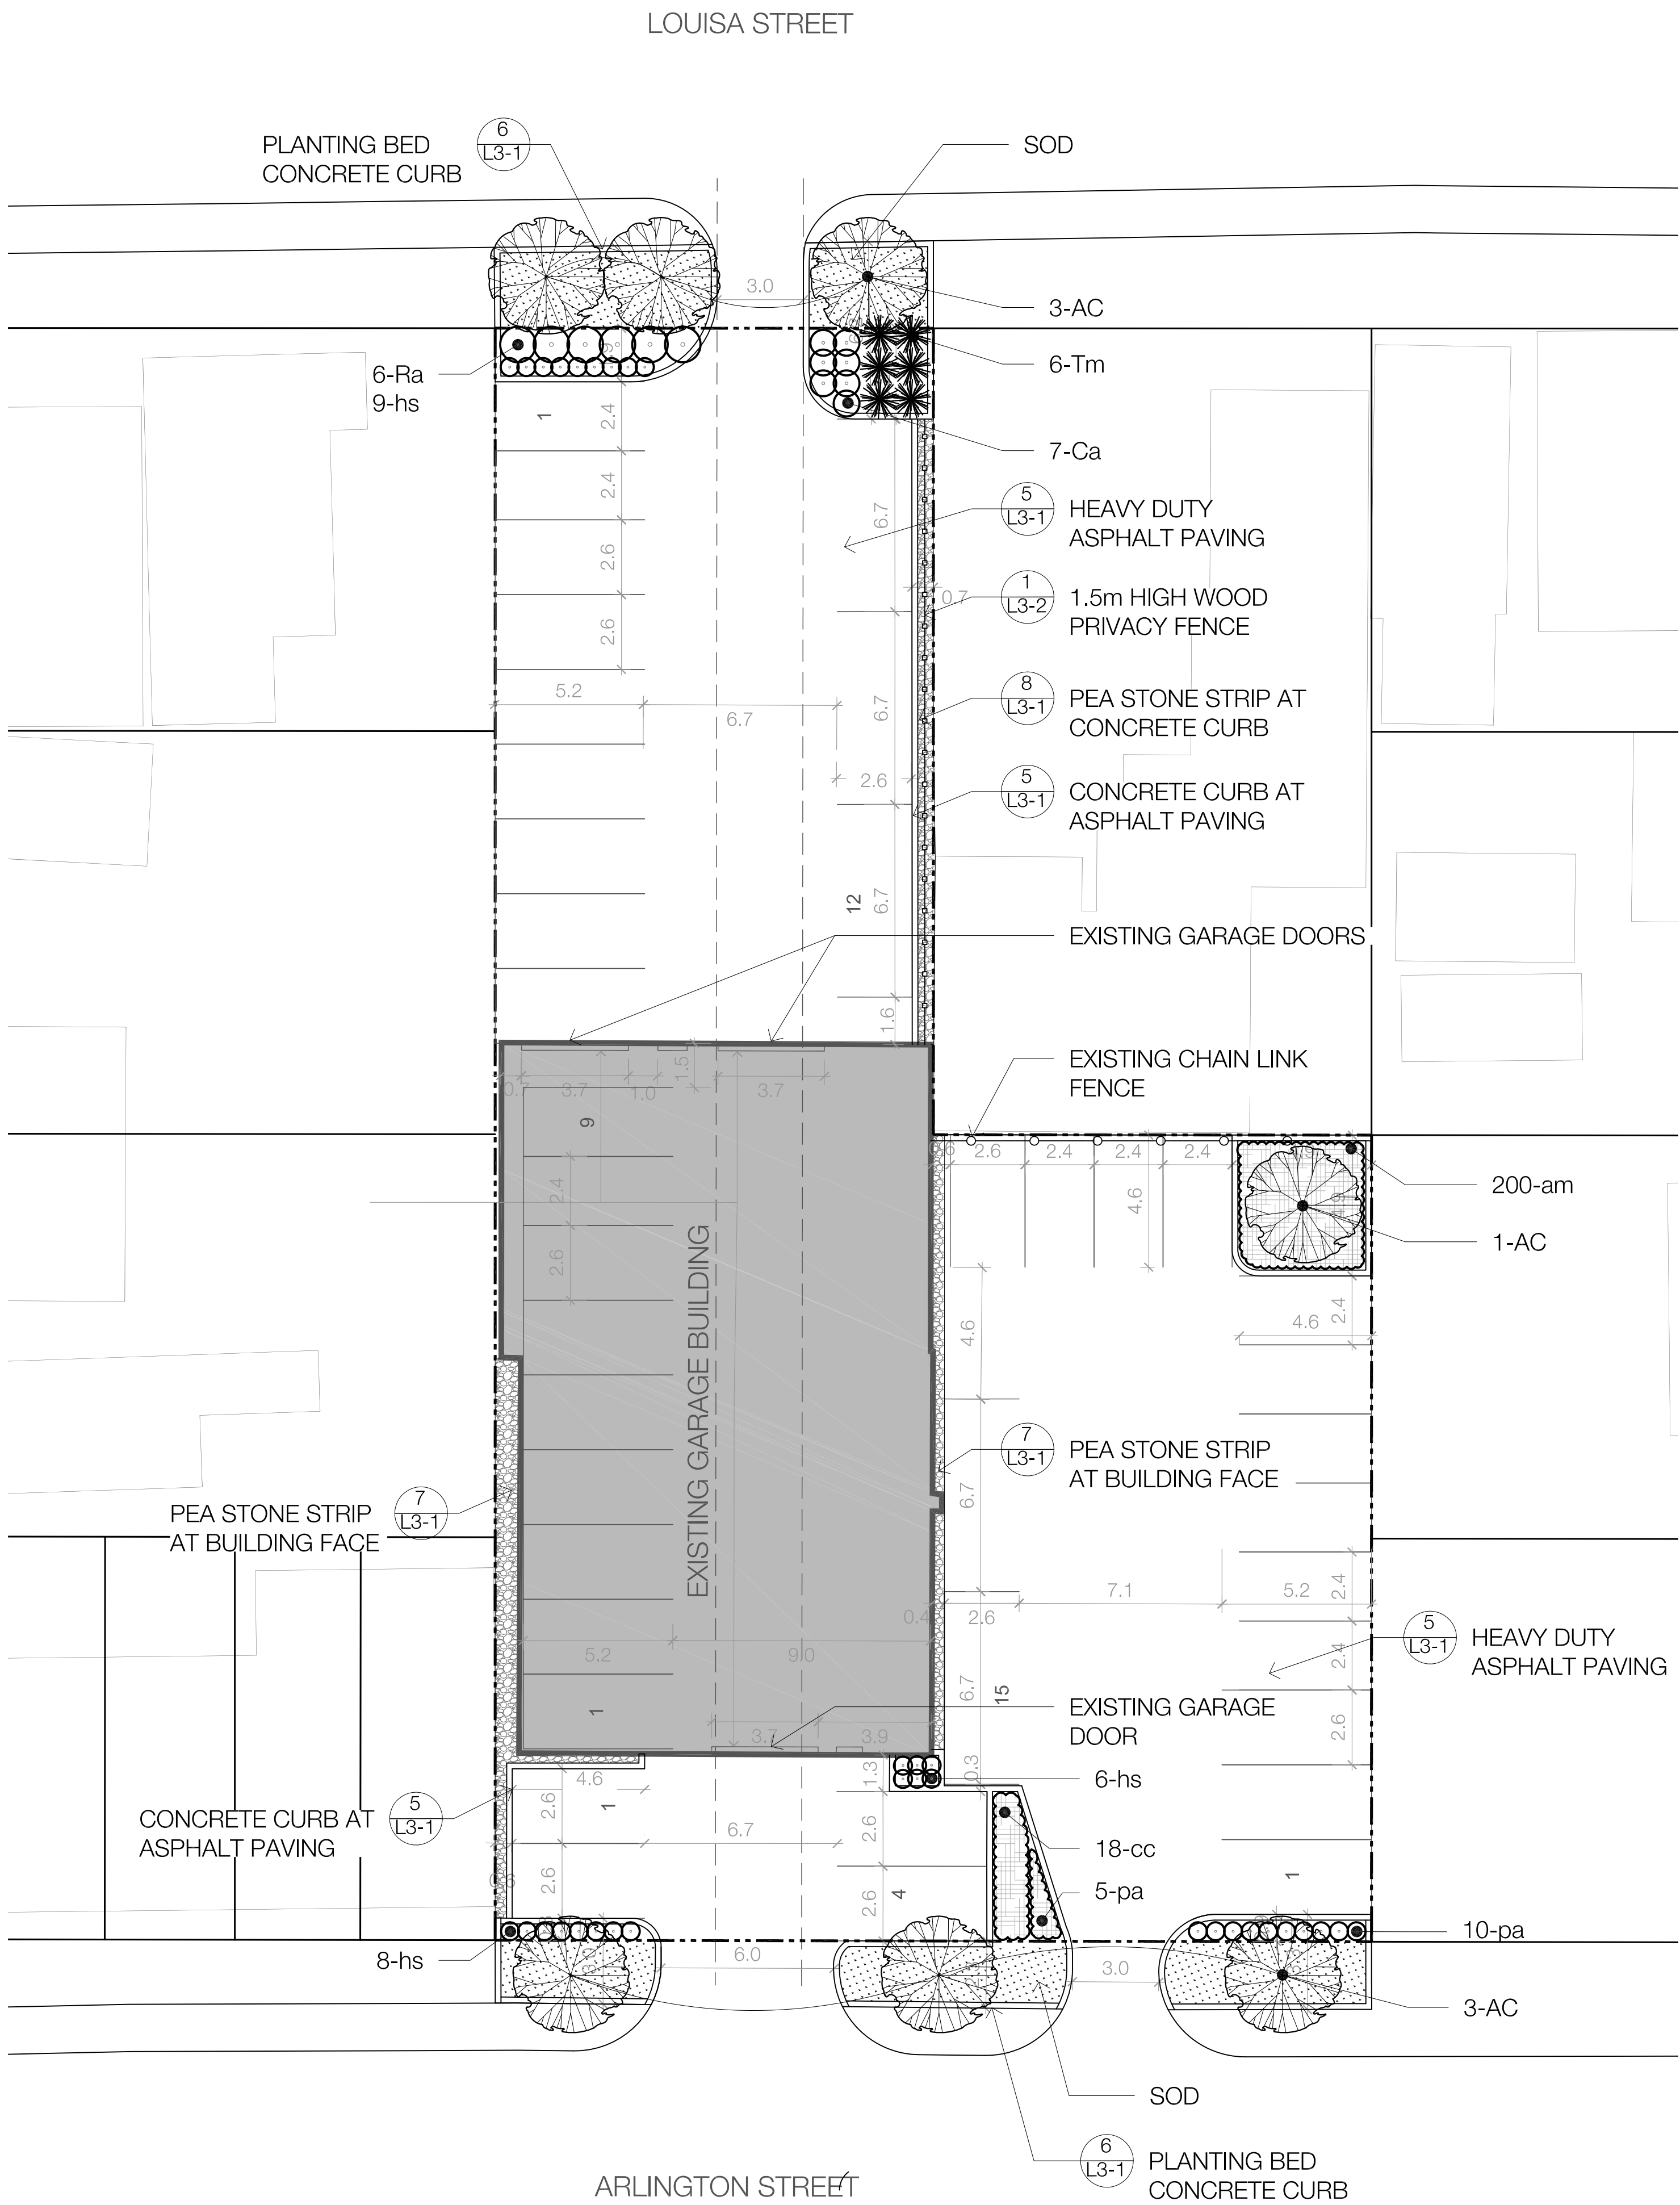 LOUISA STREET
PLANTING BED
CONCRETE CURB
6
L3-1
SOD
3.0
3-AC
6-Tm
6-Ra
9-hs
1
2.4
7-Ca
2.4
5
L3-1
HEAVY DUTY
ASPHALT PAVING
6.7
2.6
1
L3-2
1.5m HIGH WOOD
PRIVACY FENCE
0.7
2.6
8
L3-1
PEA STONE STRIP AT
CONCRETE CURB
5.2
6.7
6.7
2.6
5
L3-1
CONCRETE CURB AT
ASPHALT PAVING
12
6.7
EXISTING GARAGE DOORS
1.6
EXISTING CHAIN LINK
FENCE
0.7
3.7
1.0
1.5
3.7
9
2.6
2.4
2.4
2.4
200-am
2.4
4.6
1-AC
2.6
EXISTING GARAGE BUILDING
4.6
4.6
2.4
7
L3-1
PEA STONE STRIP
AT BUILDING FACE
6.7
PEA STONE STRIP
AT BUILDING FACE
7
L3-1
7.1
5.2
2.4
0.4
2.6
5
L3-1
HEAVY DUTY
ASPHALT PAVING
5.2
9.0
2.4
6.7
15
1
EXISTING GARAGE
DOOR
3.7
3.9
2.6
4.6
1.3
0.3
6-hs
CONCRETE CURB AT
ASPHALT PAVING
5
L3-1
2.6
1
6.7
2.6
18-cc
2.6
2.6
4
5-pa
1
8-hs
10-pa
6.0
3.0
3-AC
SOD
6
L3-1
PLANTING BED
CONCRETE CURB
ARLINGTON STREET